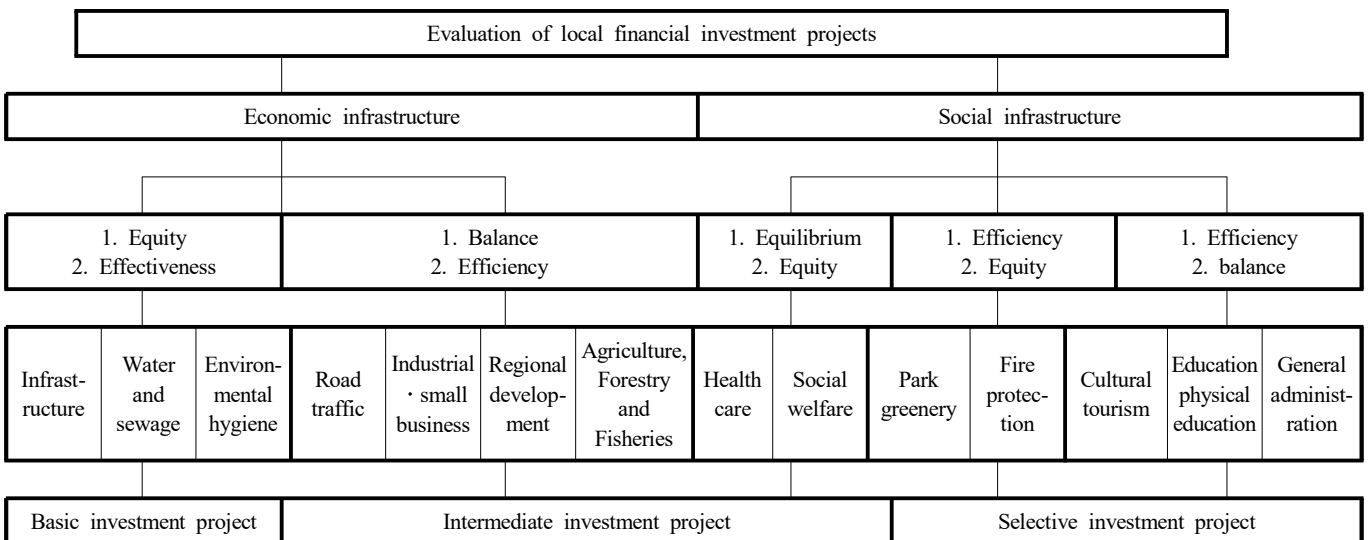 Evaluation of local financial investment projects
Economic infrastructure
Social infrastructure
1. Equity
2. Effectiveness
1. Balance
2. Efficiency
1. Equilibrium
2. Equity
1. Efficiency
2. Equity
1. Efficiency
2. balance
Infrast-
ructure
Water
and
sewage
Environ-
mental
hygiene
Road
traffic
Industrial
· small
business
Regional
develop-
ment
Agriculture,
Forestry
and
Fisheries
Health
care
Social
welfare
Park
greenery
Fire
protec-
tion
Cultural
tourism
Education
physical
education
General
administ-
ration
Basic investment project
Intermediate investment project
Selective investment project